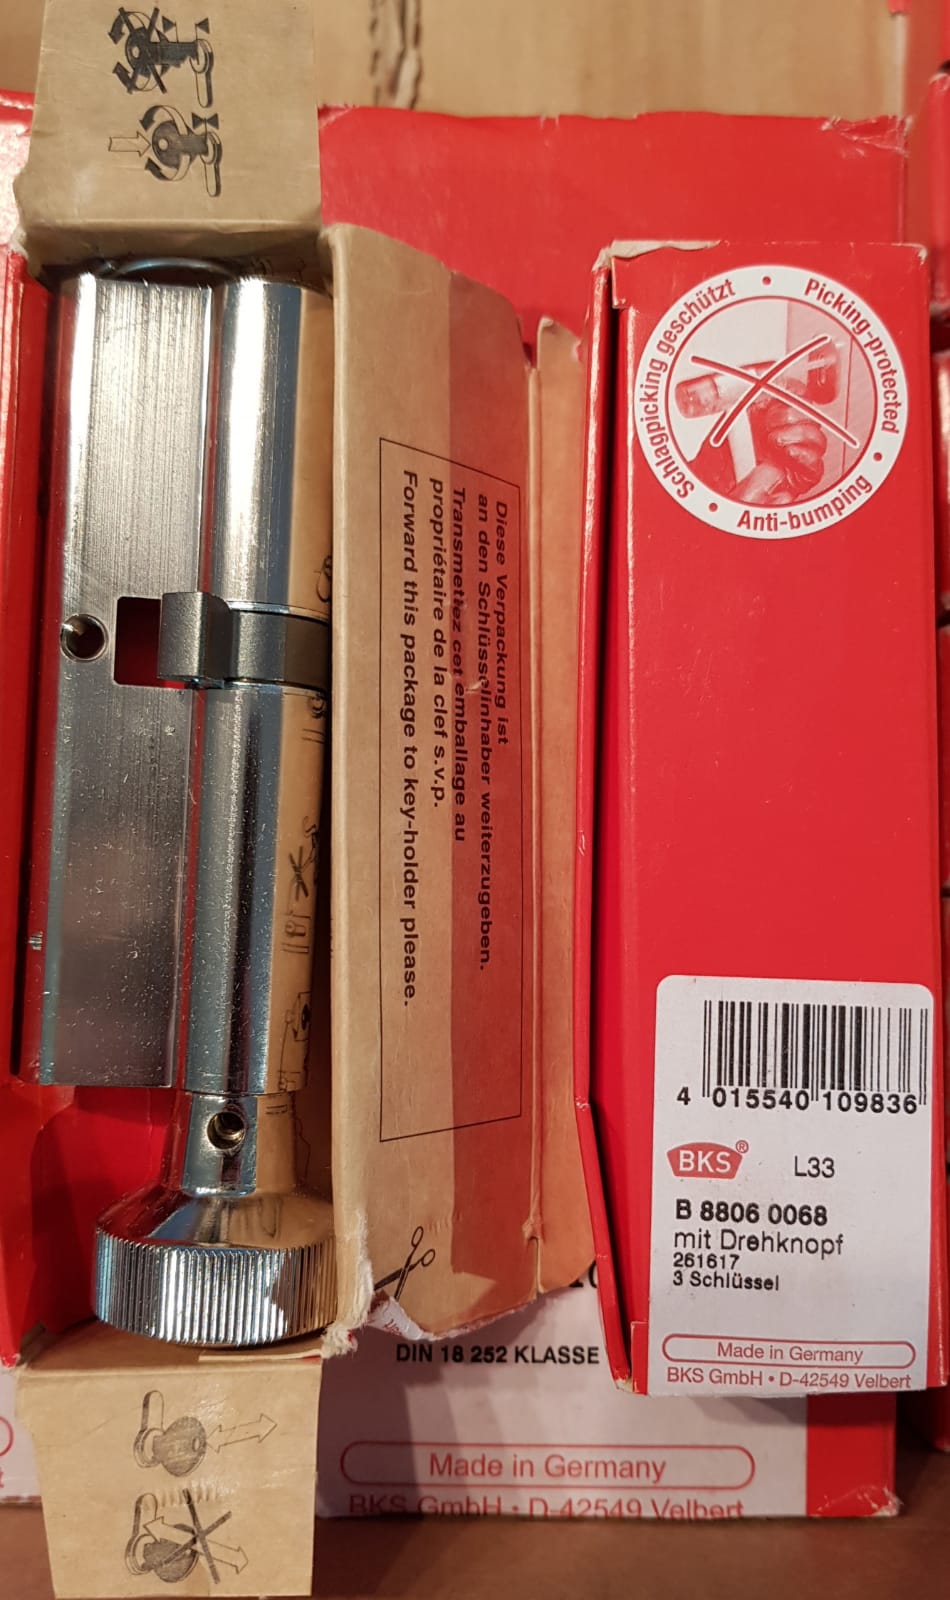 Diese Verpackung ist
an den Schlüsselinhaber weiterzugeben.
Transmettez cet emballage au
propriétaire de la clef s.v.p.
Forward this package to key-holder please.
Schlagpicking geschützt • Picking-protected • Anti-bumping •
4 015540 109836
BKS® L33
B 8806 0068
mit Drehknopf
261617
3 Schlüssel
Made in Germany
BKS GmbH • D-42549 Velbert
DIN 18 252 KLASSE
Made in Germany
BKS GmbH • D-42549 Velbert